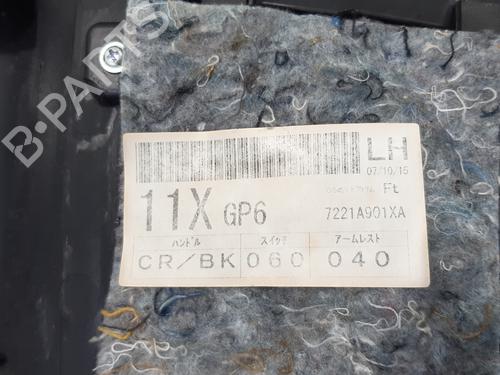 B·PARTS
LH
07/10/15
Ft
11X GP6 7221A901XA
ハンドル スイッチ アームレスト
CR/BK 060 040